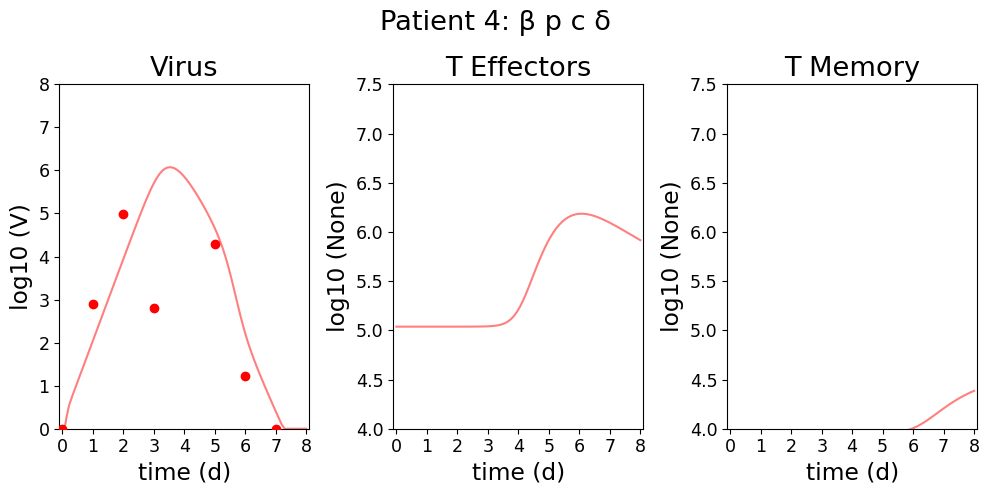 Patient 4: β p c δ
Virus
T Effectors
T Memory
8
7
6
5
4
3
2
1
0
log10 (V)
0 1 2 3 4 5 6 7 8
time (d)
7.5
7.0
6.5
6.0
5.5
5.0
4.5
4.0
log10 (None)
0 1 2 3 4 5 6 7 8
time (d)
7.5
7.0
6.5
6.0
5.5
5.0
4.5
4.0
log10 (None)
0 1 2 3 4 5 6 7 8
time (d)